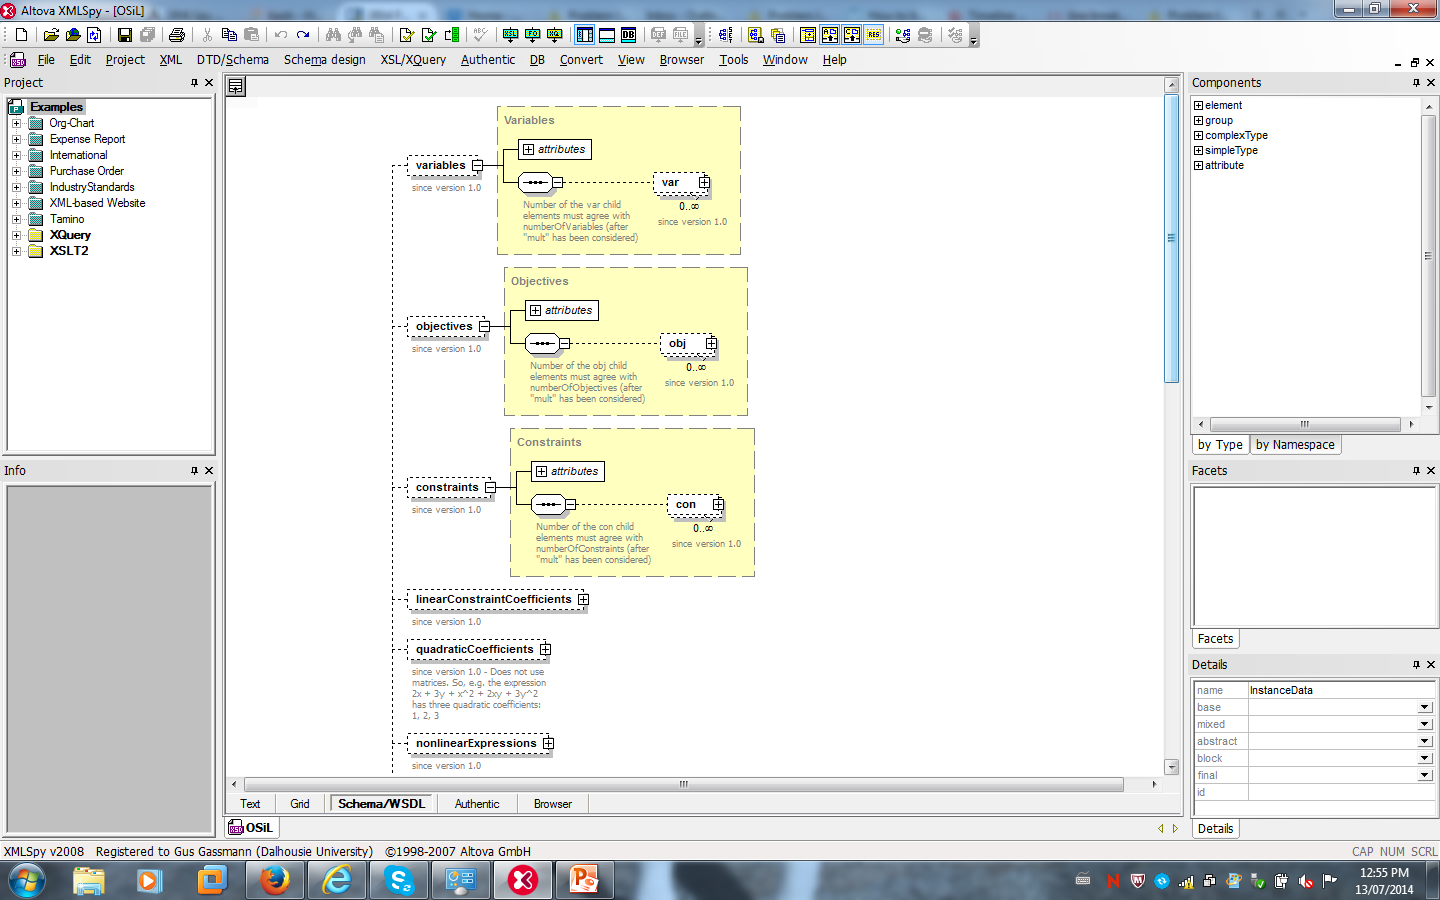 Altova XMLSpy - [OSiL]
File Edit Project XML DTD/Schema Schema design XSL/XQuery Authentic DB Convert View Browser Tools Window Help
Project
Examples
Org-Chart
Expense Report
International
Purchase Order
IndustryStandards
XML-based Website
Tamino
XQuery
XSLT2
Info
Variables
attributes
variables
since version 1.0
var
0..∞
since version 1.0
Number of the var child
elements must agree with
numberOfVariables (after
"mult" has been considered)
Objectives
attributes
objectives
since version 1.0
obj
0..∞
since version 1.0
Number of the obj child
elements must agree with
numberOfObjectives (after
"mult" has been considered)
Constraints
attributes
constraints
since version 1.0
con
0..∞
since version 1.0
Number of the con child
elements must agree with
numberOfConstraints (after
"mult" has been considered)
linearConstraintCoefficients
since version 1.0
quadraticCoefficients
since version 1.0 - Does not use
matrices. So, e.g. the expression
2x + 3y + x^2 + 2xy + 3y^2
has three quadratic coefficients:
1, 2, 3
nonlinearExpressions
since version 1.0
Text Grid Schema/WSDL Authentic Browser
OSiL
Components
element
group
complexType
simpleType
attribute
by Type by Namespace
Facets
Facets
Details
name InstanceData
base
mixed
abstract
block
final
id
Details
XMLSpy v2008 Registered to Gus Gassmann (Dalhousie University) ©1998-2007 Altova GmbH
CAP NUM SCRL
12:55 PM
13/07/2014